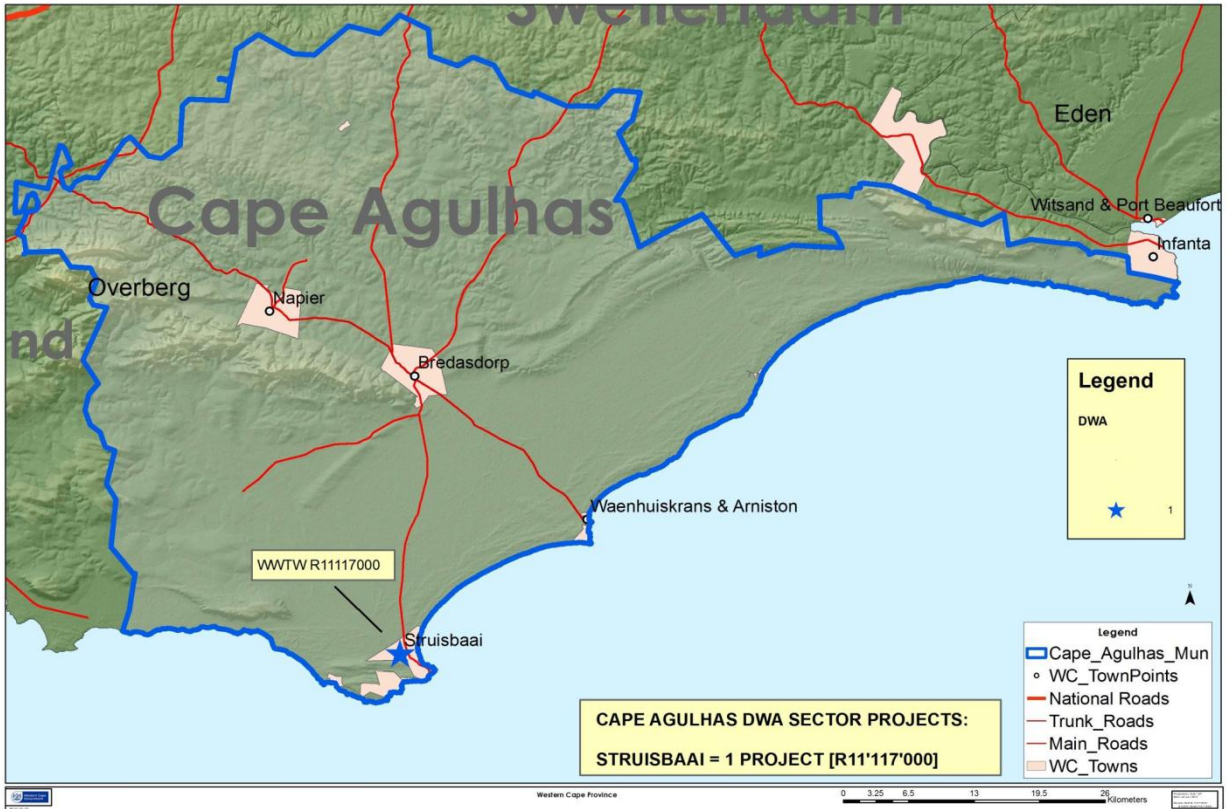 Swellendam
Eden
Witsand & Port Beaufort
Infanta
Cape Agulhas
Overberg
Napier
nd
Bredasdorp
Legend
DWA
1
Waenhuiskrans & Arniston
WWTW R11117000
Struisbaai
N
CAPE AGULHAS DWA SECTOR PROJECTS:
STRUISBAAI = 1 PROJECT [R11'117'000]
Legend
Cape_Agulhas_Mun
WC_TownPoints
National Roads
Trunk_Roads
Main_Roads
WC_Towns
Western Cape Province
0 3.25 6.5 13 19.5 26
Kilometers